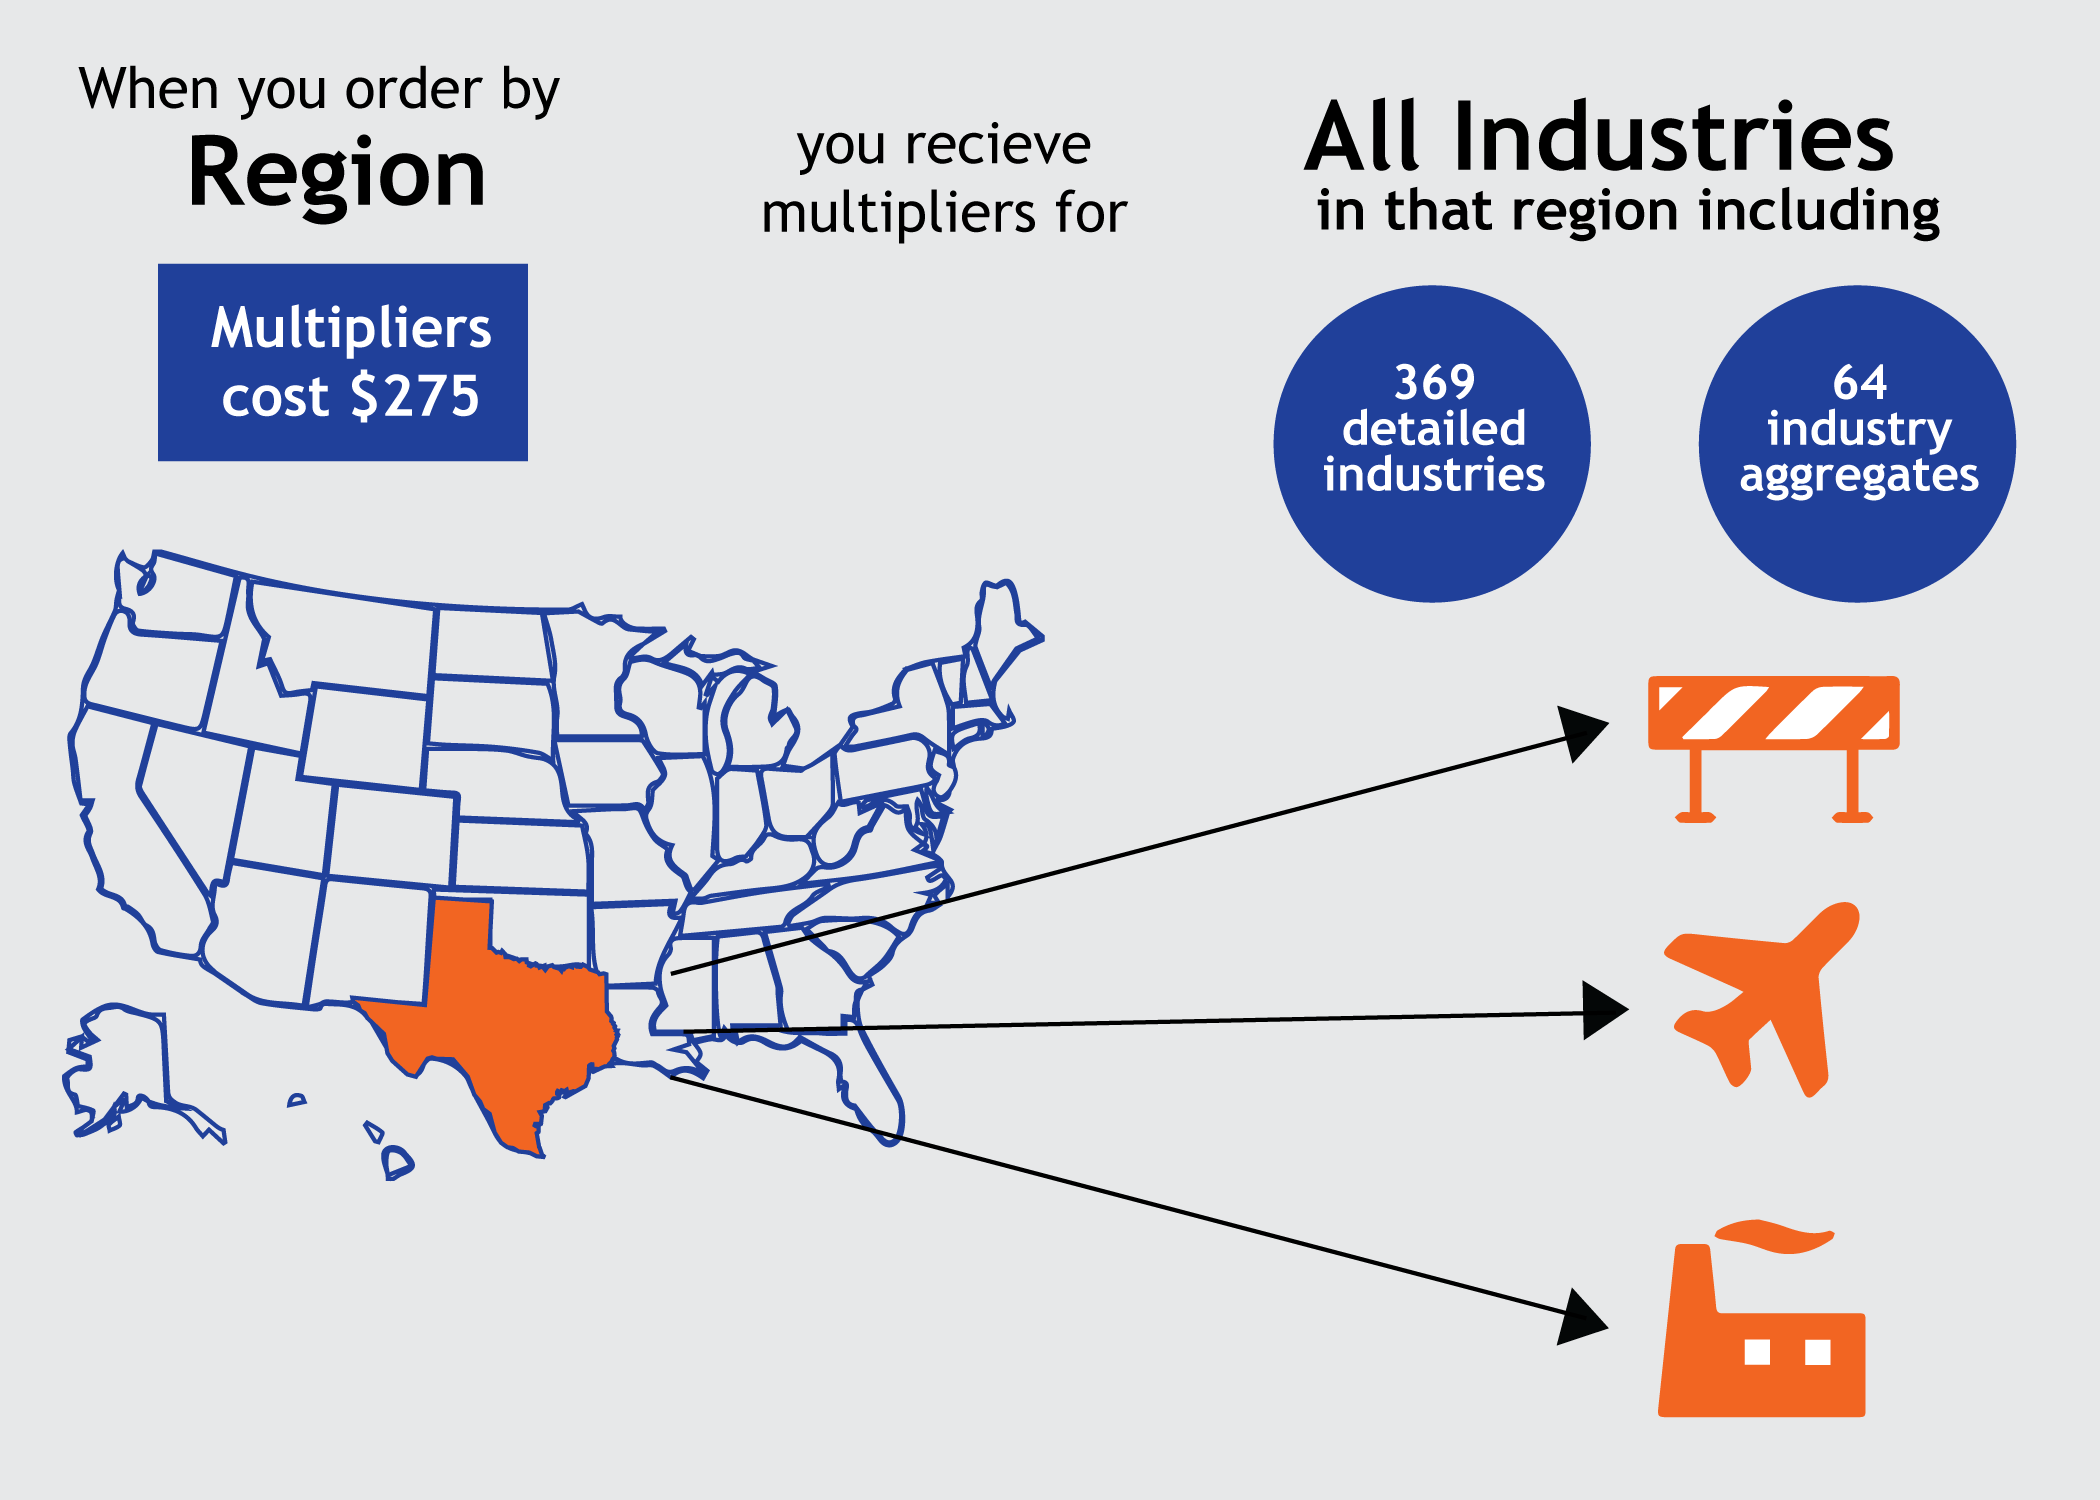 When you order by
Region
Multipliers
cost $275
you recieve
multipliers for
All Industries
in that region including
369
detailed
industries
64
industry
aggregates